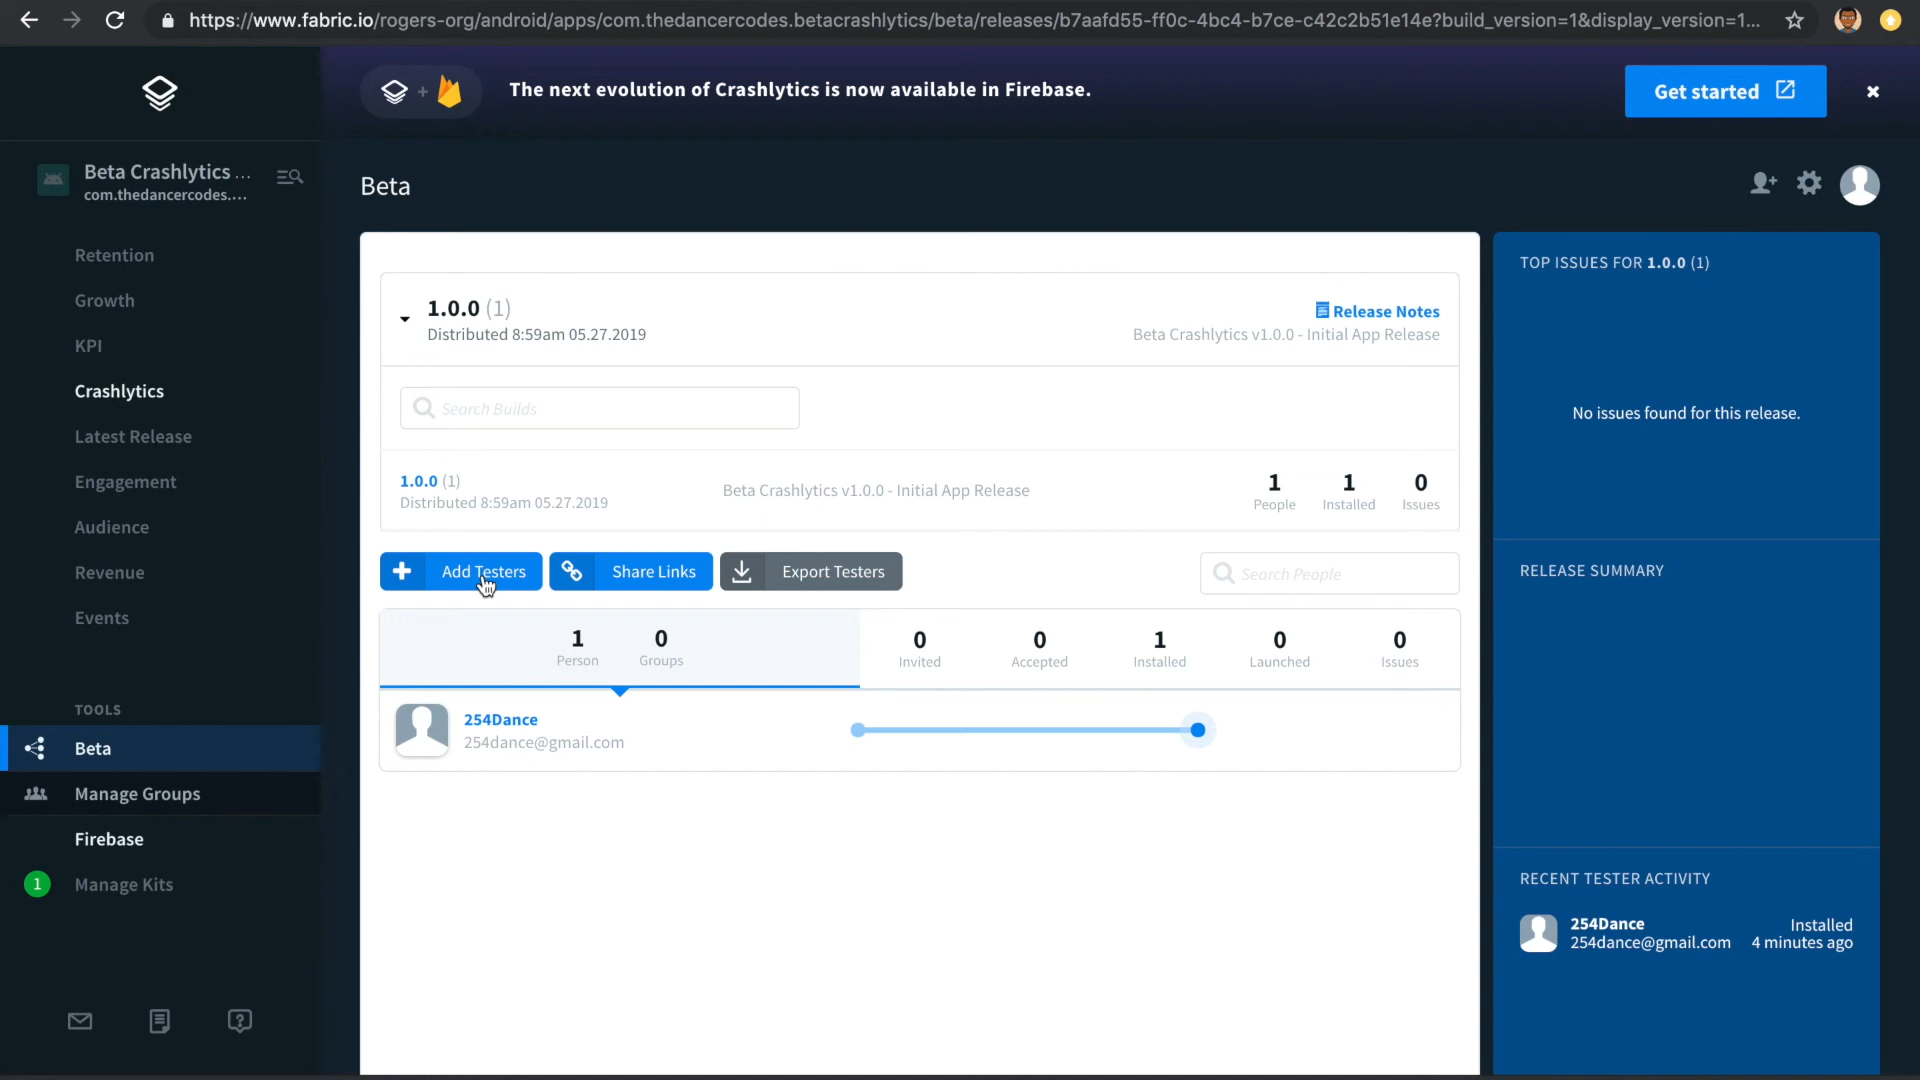 https://www.fabric.io/rogers-org/android/apps/com.thedancercodes.betacrashlytics/beta/releases/b7aafd55-ff0c-4bc4-b7ce-c42c2b51e14e?build_version=1&display_version=1...
+
The next evolution of Crashlytics is now available in Firebase.
Get started
Beta Crashlytics ...
com.thedancercodes....
Beta
Retention
Growth
KPI
Crashlytics
Latest Release
Engagement
Audience
Revenue
Events
TOOLS
Beta
Manage Groups
Firebase
1 Manage Kits
1.0.0 (1)
Distributed 8:59am 05.27.2019
Release Notes
Beta Crashlytics v1.0.0 - Initial App Release
Search Builds
1.0.0 (1)
Distributed 8:59am 05.27.2019
Beta Crashlytics v1.0.0 - Initial App Release
1 1 0
People Installed Issues
Add Testers Share Links Export Testers
Search People
1 0 0 0 1 0 0
Person Groups Invited Accepted Installed Launched Issues
254Dance
254dance@gmail.com
TOP ISSUES FOR 1.0.0 (1)
No issues found for this release.
RELEASE SUMMARY
RECENT TESTER ACTIVITY
254Dance Installed
254dance@gmail.com 4 minutes ago